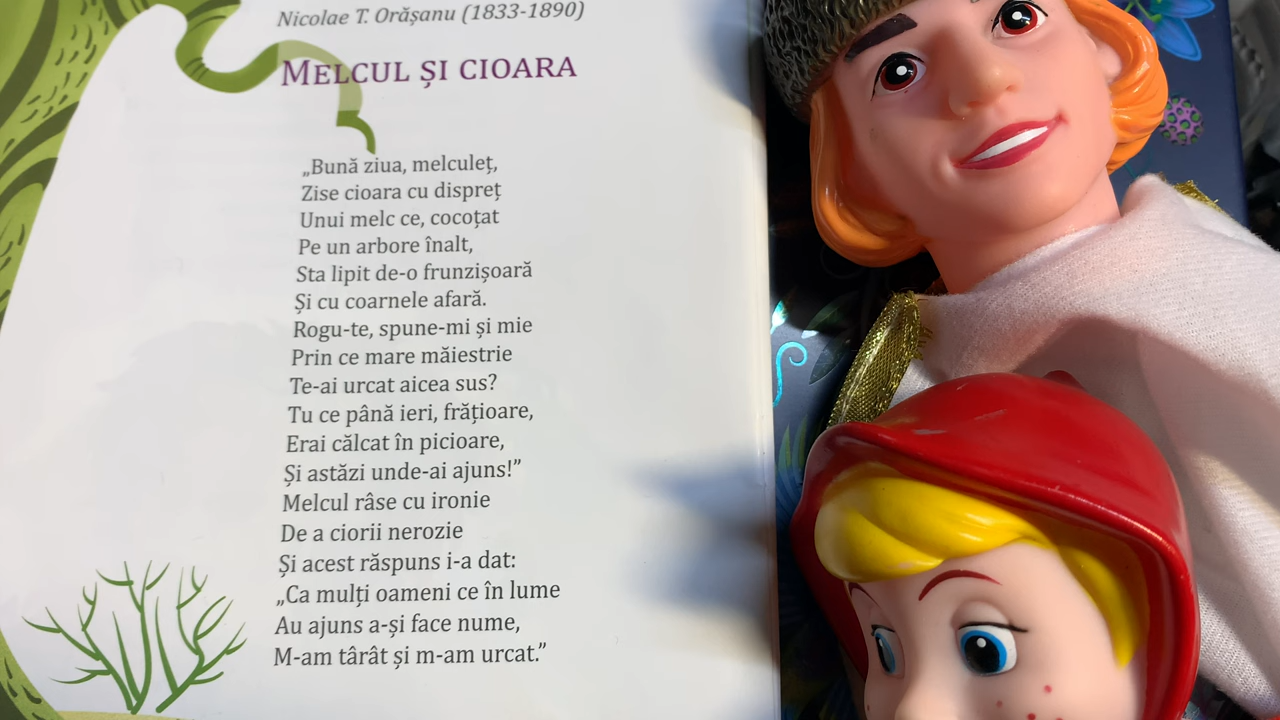 Nicolae T. Orășanu (1833-1890)
MELCUL ȘI CIOARA
„Bună ziua, melculeț,
Zise cioara cu dispreț
Unui melc ce, cocoțat
Pe un arbore înalt,
Sta lipit de-o frunzișoară
Și cu coarnele afară.
Rogu-te, spune-mi și mie
Prin ce mare măiestrie
Te-ai urcat aicea sus?
Tu ce până ieri, frățioare,
Erai călcat în picioare,
Și astăzi unde-ai ajuns!”
Melcul râse cu ironie
De a ciorii nerozie
Și acest răspuns i-a dat:
„Ca mulți oameni ce în lume
Au ajuns a-și face nume,
M-am târât și m-am urcat.”